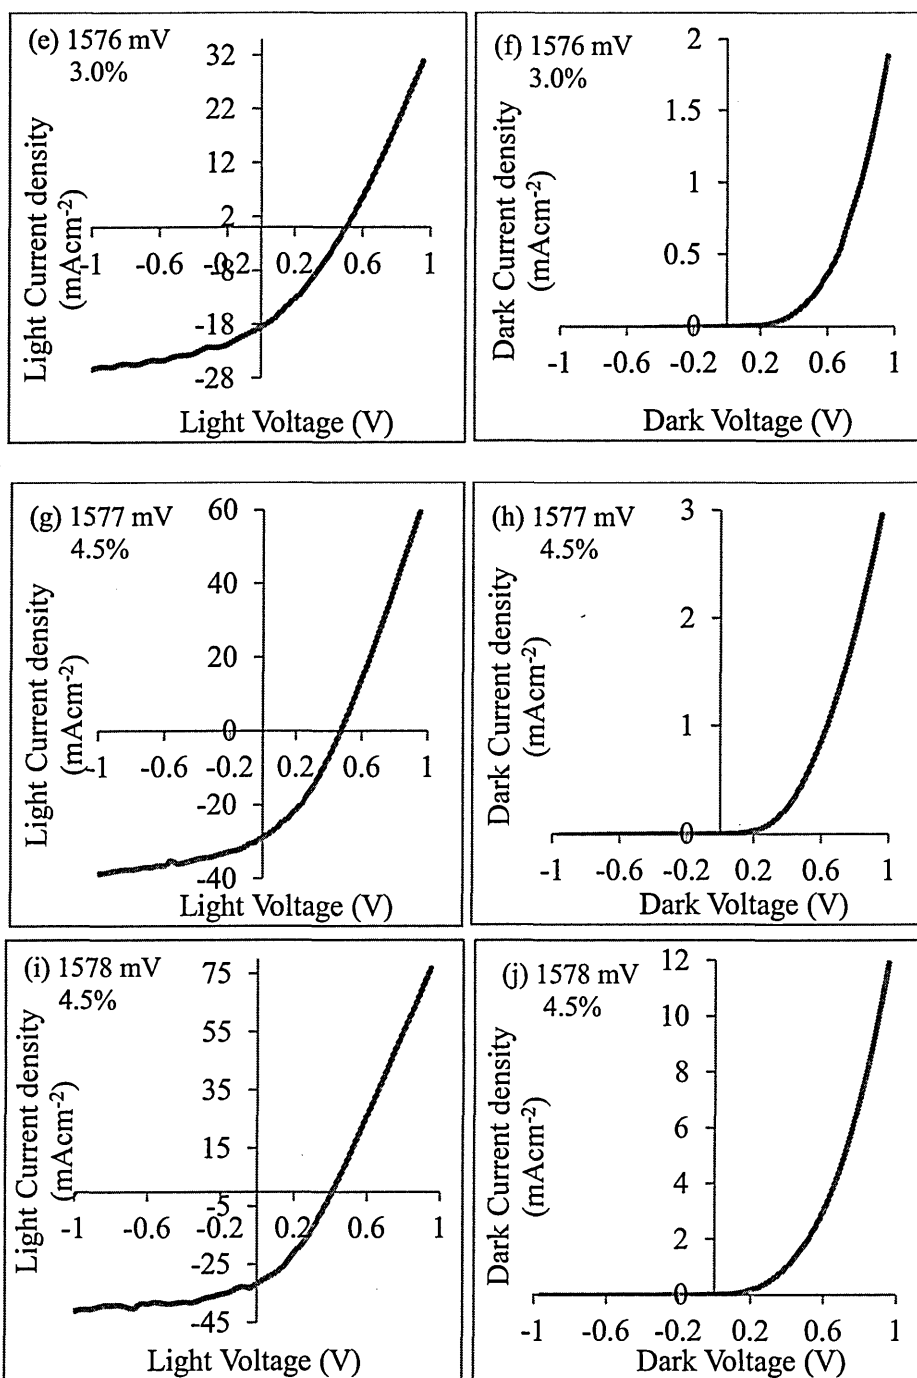 (e) 1576 mV
3.0%
Light Current density
(mAcm-2)
32
22
12
2
-8
-18
-28
-1 -0.6 -0.2 0.2 0.6 1
Light Voltage (V)
(f) 1576 mV
3.0%
Dark Current density
(mAcm-2)
2
1.5
1
0.5
0
-1 -0.6 -0.2 0.2 0.6 1
Dark Voltage (V)
(g) 1577 mV
4.5%
Light Current density
(mAcm-2)
60
40
20
0
-20
-40
-1 -0.6 -0.2 0.2 0.6 1
Light Voltage (V)
(h) 1577 mV
4.5%
Dark Current density
(mAcm-2)
3
2
1
0
-1 -0.6 -0.2 0.2 0.6 1
Dark Voltage (V)
(i) 1578 mV
4.5%
Light Current density
(mAcm-2)
75
55
35
15
-5
-25
-45
-1 -0.6 -0.2 0.2 0.6 1
Light Voltage (V)
(j) 1578 mV
4.5%
Dark Current density
(mAcm-2)
12
10
8
6
4
2
0
-1 -0.6 -0.2 0.2 0.6 1
Dark Voltage (V)